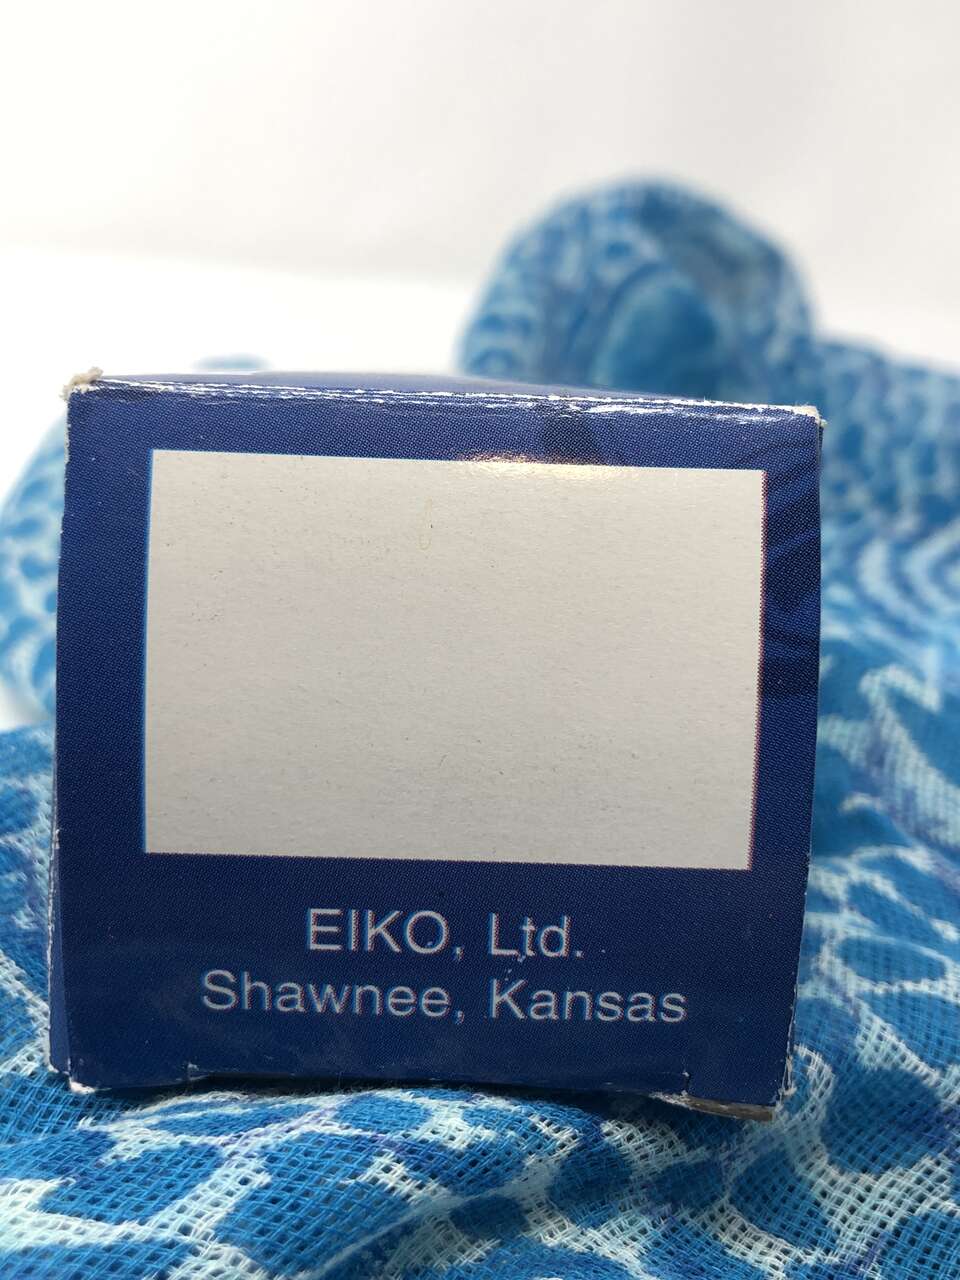 EIKO, Ltd.
Shawnee, Kansas